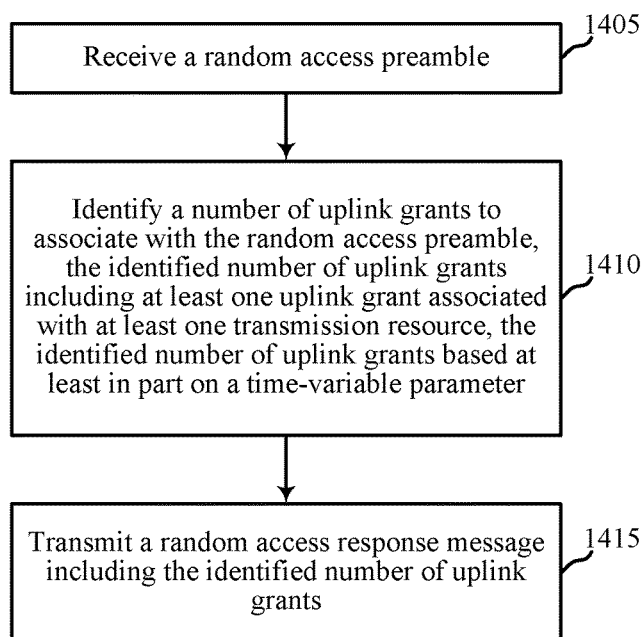 1405
Receive a random access preamble
Identify a number of uplink grants to
associate with the random access preamble,
the identified number of uplink grants
including at least one uplink grant associated
with at least one transmission resource, the
identified number of uplink grants based at
least in part on a time-variable parameter
1410
Transmit a random access response message
including the identified number of uplink
grants
1415